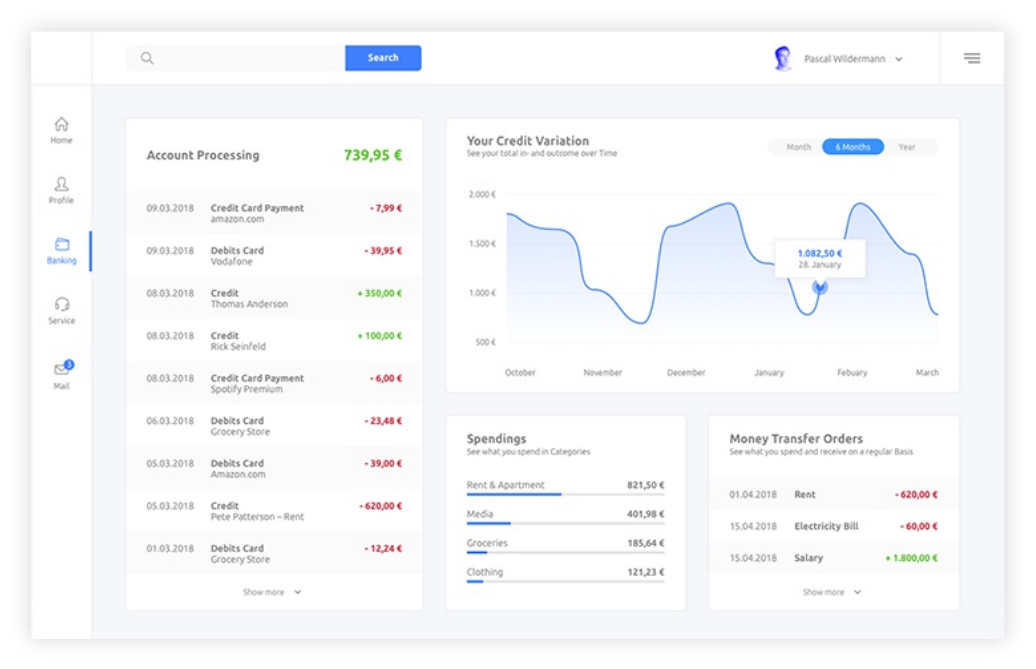 Search
Pascal Wildermann
Home
Profile
Banking
Service
3
Mail
Account Processing 739,95 €
09.03.2018 Credit Card Payment - 7,99 €
amazon.com
09.03.2018 Debits Card - 39,95 €
Vodafone
08.03.2018 Credit + 350,00 €
Thomas Anderson
08.03.2018 Credit + 100,00 €
Rick Seinfeld
08.03.2018 Credit Card Payment - 6,00 €
Spotify Premium
06.03.2018 Debits Card - 23,48 €
Grocery Store
05.03.2018 Debits Card - 39,00 €
Amazon.com
05.03.2018 Credit - 620,00 €
Pete Patterson – Rent
01.03.2018 Debits Card - 12,24 €
Grocery Store
Show more
Your Credit Variation
See your total in- and outcome over Time
Month 6 Months Year
2.000 €
1.500 €
1.000 €
500 €
1.082,50 €
28. January
October November December January Febuary March
Spendings
See what you spend in Categories
Rent & Apartment 821,50 €
Media 401,98 €
Groceries 185,64 €
Clothing 121,23 €
Money Transfer Orders
See what you spend and receive on a regular Basis
01.04.2018 Rent - 620,00 €
15.04.2018 Electricity Bill - 60,00 €
15.04.2018 Salary + 1.800,00 €
Show more